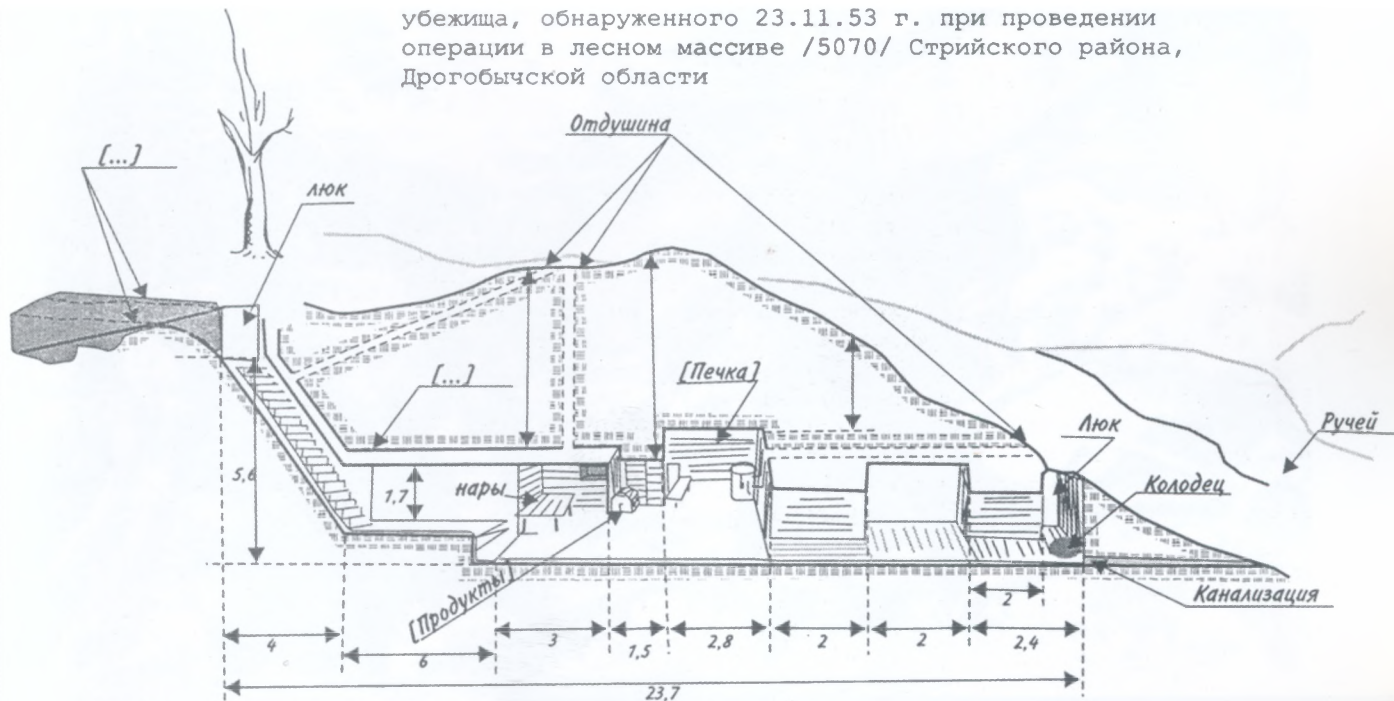 убежища, обнаруженного 23.11.53 г. при проведении
операции в лесном массиве /5070/ Стрийского района,
Дрогобычской области
Отдушина
[...]
люк
[...]
[Печка]
Люк
Ручей
5,6
1,7
нары
Колодец
[Продукты]
2
Канализация
4
6
3
1,5
2,8
2
2
2,4
23,7